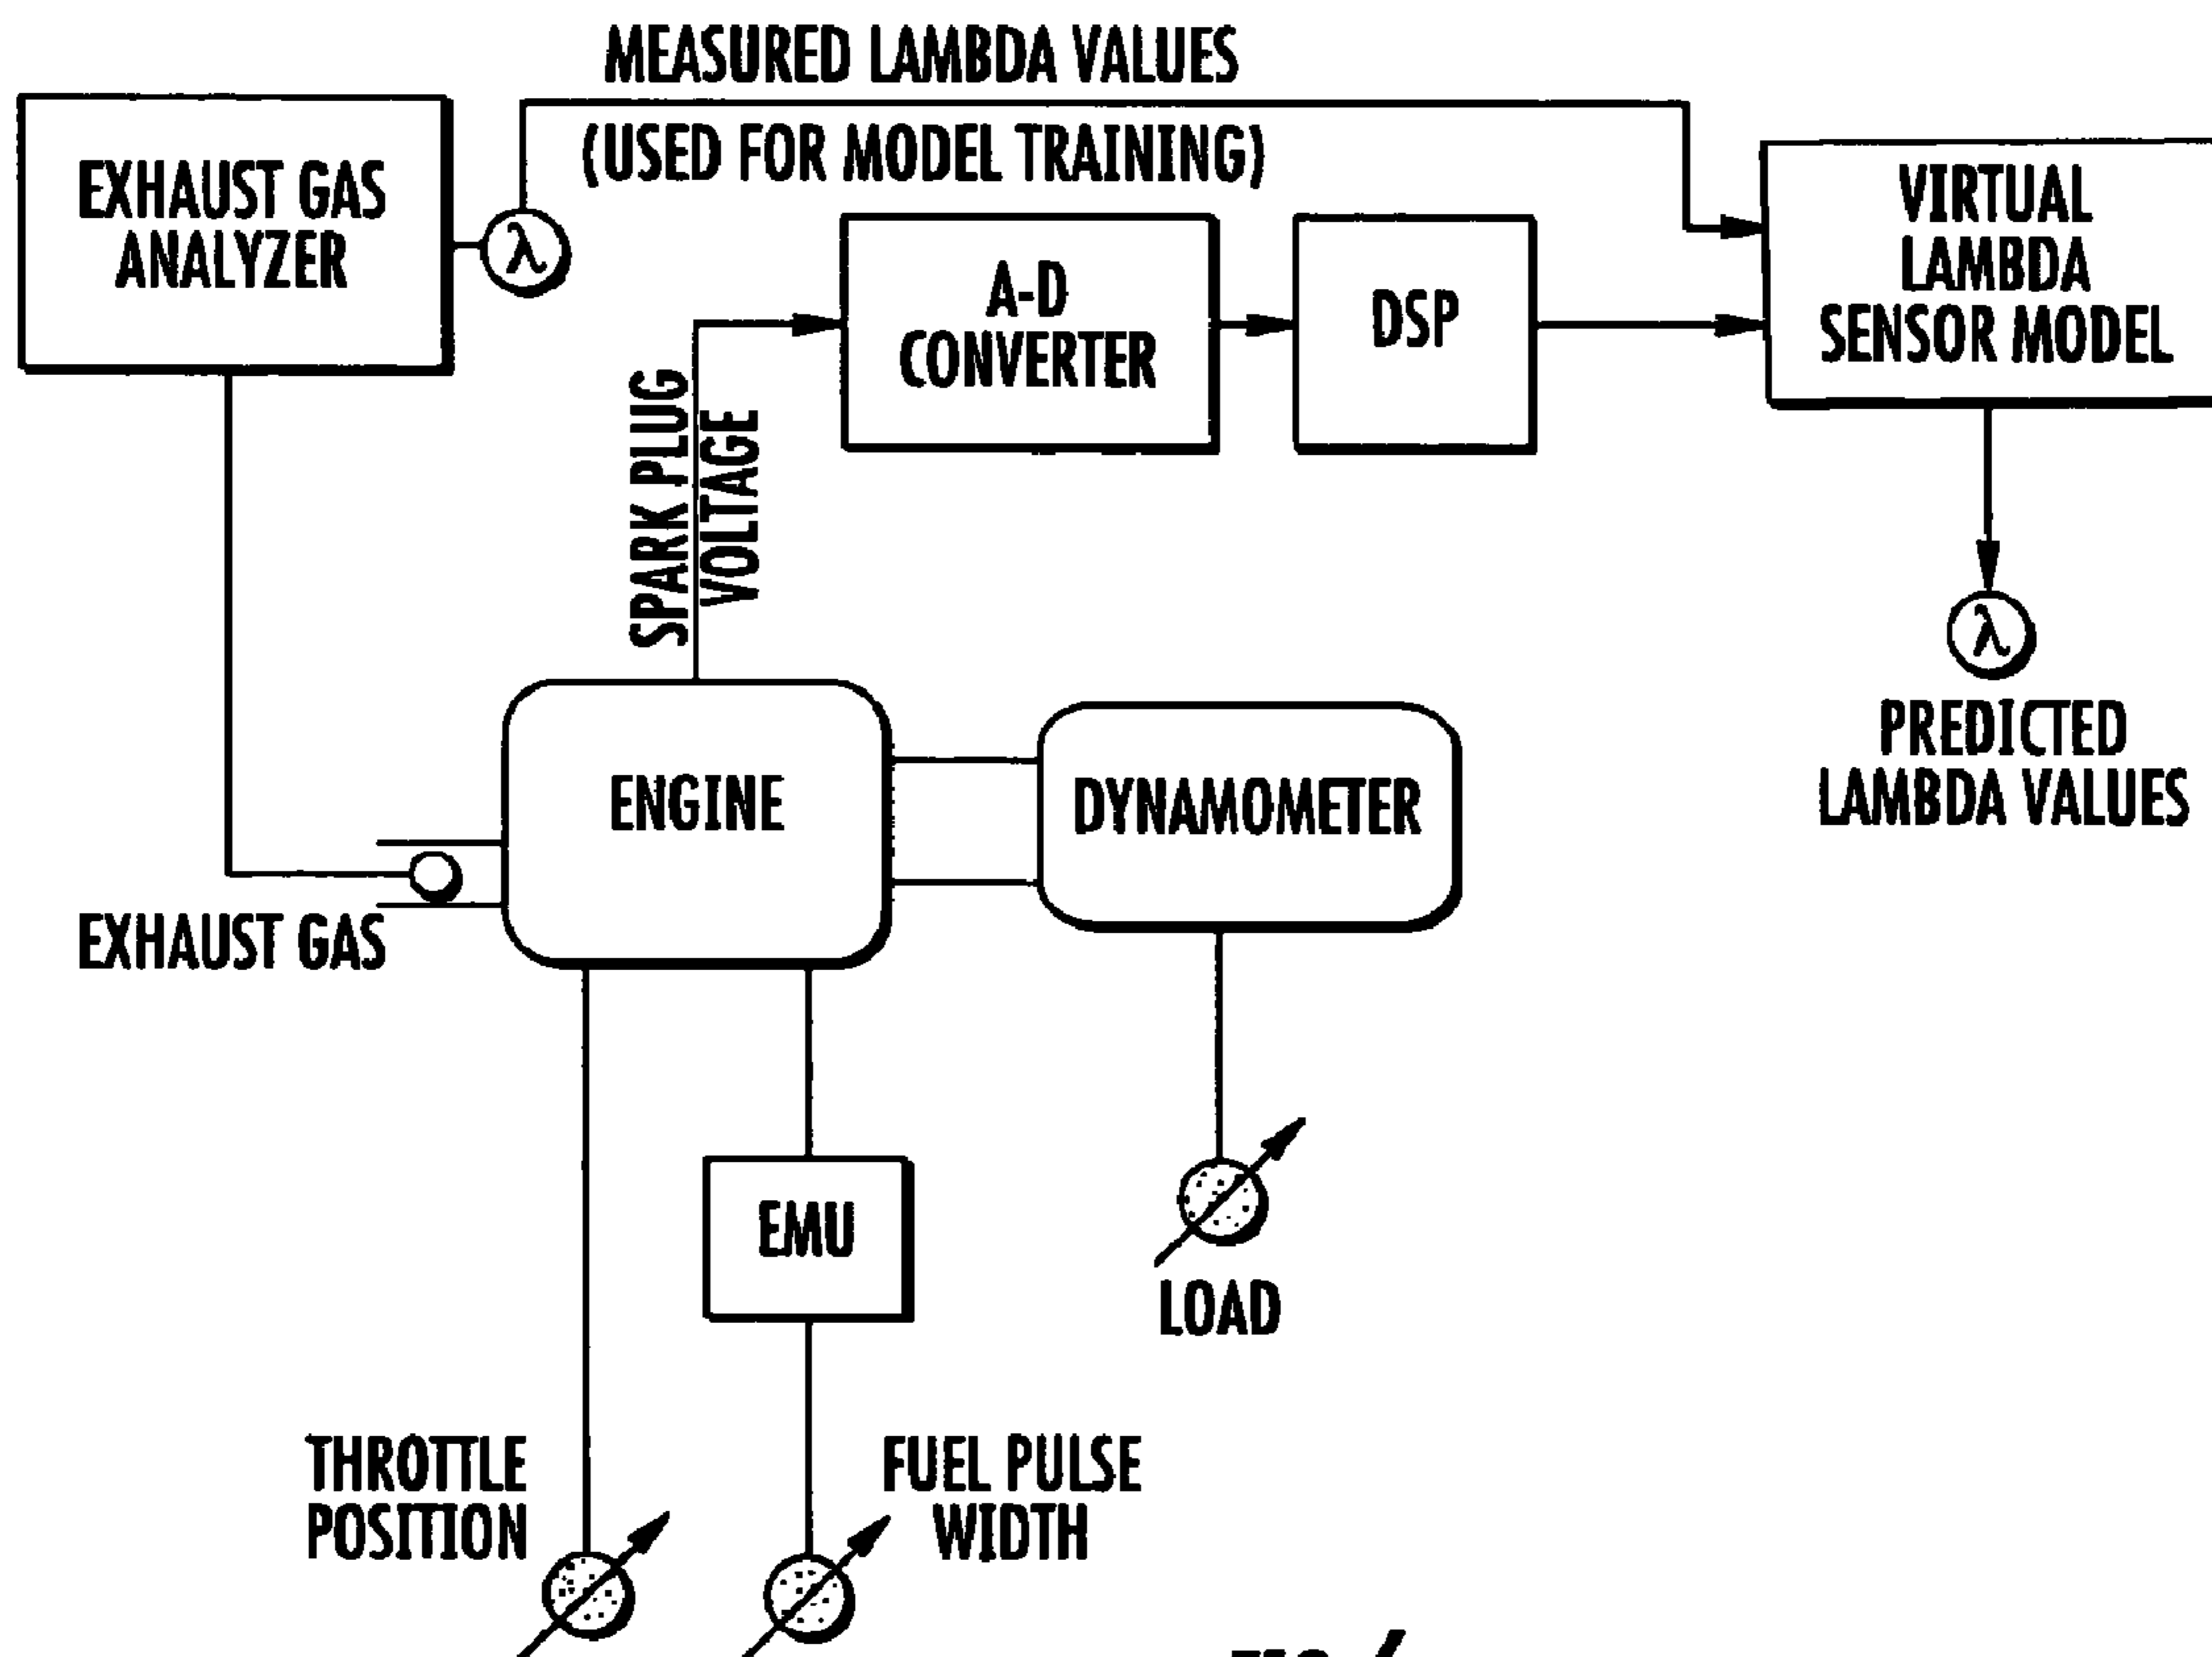 MEASURED LAMBDA VALUES
(USED FOR MODEL TRAINING)
EXHAUST GAS
ANALYZER
λ
A-D
CONVERTER
DSP
VIRTUAL
LAMBDA
SENSOR MODEL
SPARK PLUG
VOLTAGE
λ
PREDICTED
LAMBDA VALUES
ENGINE
DYNAMOMETER
EXHAUST GAS
EMU
LOAD
THROTTLE
POSITION
FUEL PULSE
WIDTH